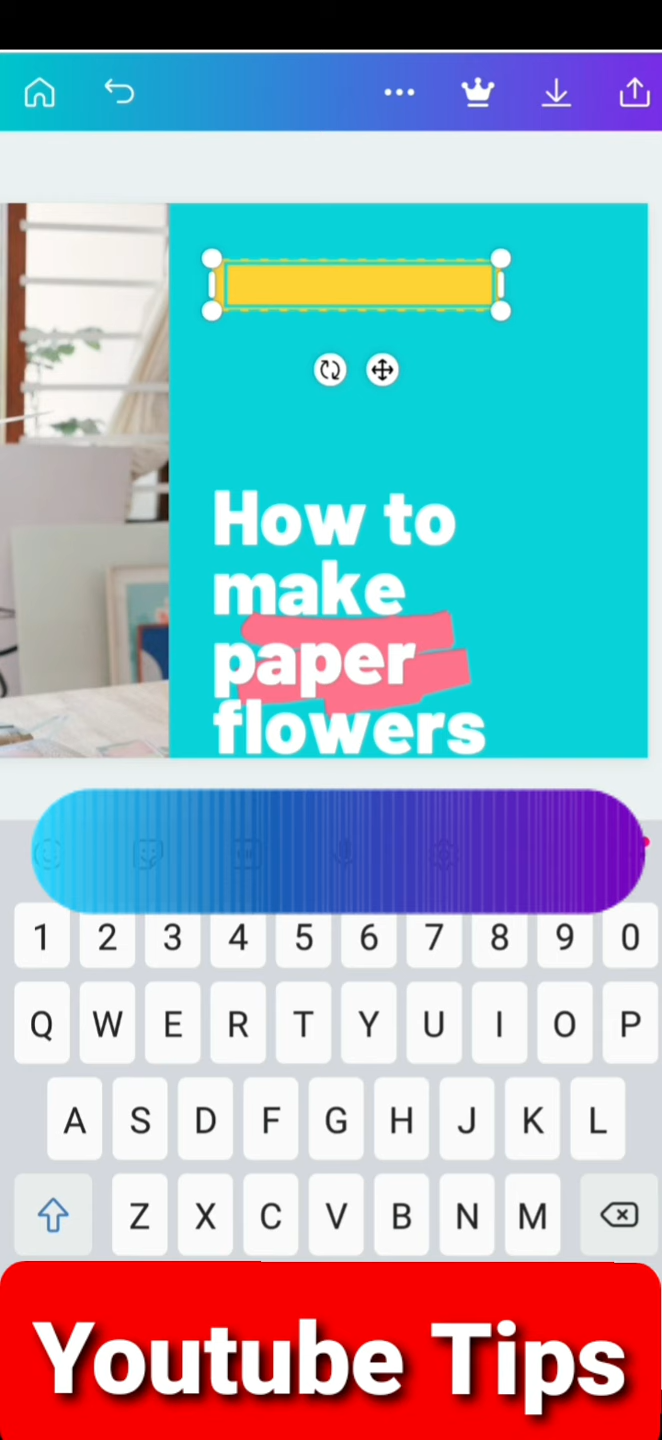 How to
make
paper
flowers
1 2 3 4 5 6 7 8 9 0
Q W E R T Y U I O P
A S D F G H J K L
Z X C V B N M
Youtube Tips